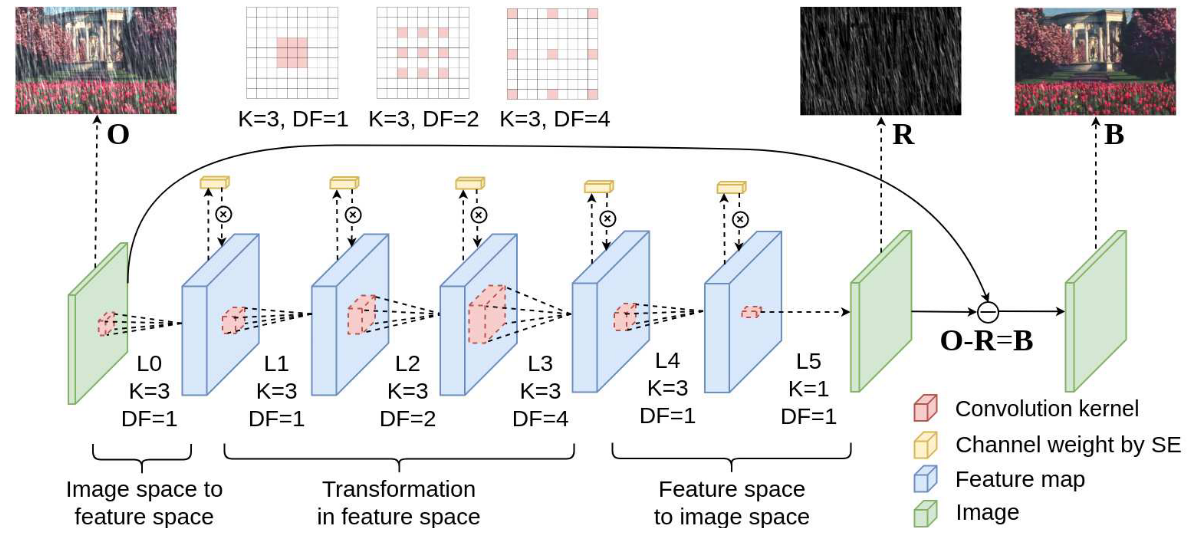 K=3, DF=1
K=3, DF=2
K=3, DF=4
O
R
B
L0
K=3
DF=1
L1
K=3
DF=1
L2
K=3
DF=2
L3
K=3
DF=4
L4
K=3
DF=1
L5
K=1
DF=1
O-R=B
Convolution kernel
Channel weight by SE
Feature map
Image
Image space to
feature space
Transformation
in feature space
Feature space
to image space